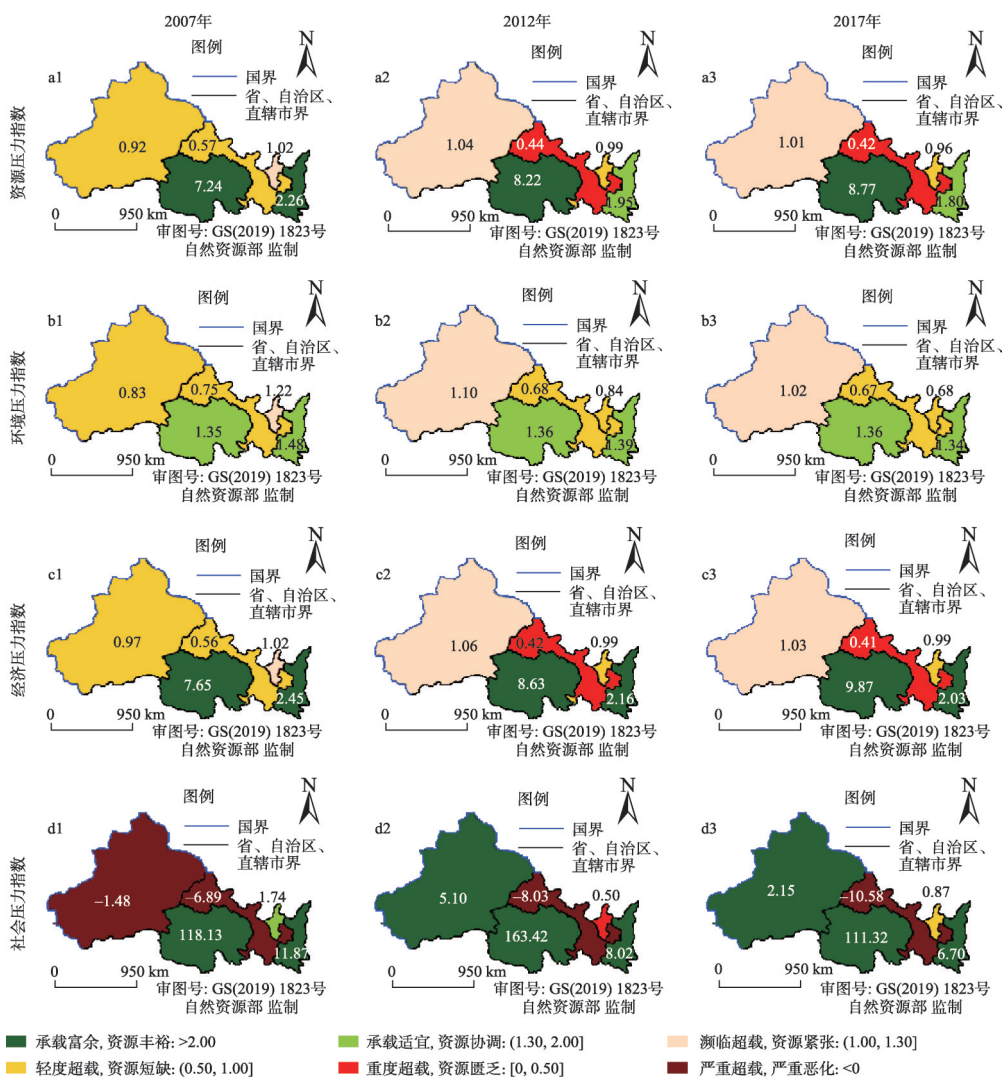 2007年
2012年
2017年
资源压力指数
a1
图例
N
国界
省、自治区、
直辖市界
0.92
0.57
1.02
7.24
2.26
0
950 km
审图号: GS(2019) 1823号
自然资源部 监制
a2
图例
N
国界
省、自治区、
直辖市界
1.04
0.44
0.99
8.22
1.95
0
950 km
审图号: GS(2019) 1823号
自然资源部 监制
a3
图例
N
国界
省、自治区、
直辖市界
1.01
0.42
0.96
8.77
1.80
0
950 km
审图号: GS(2019) 1823号
自然资源部 监制
环境压力指数
b1
图例
N
国界
省、自治区、
直辖市界
0.83
0.75
1.22
1.35
1.48
0
950 km
审图号: GS(2019) 1823号
自然资源部 监制
b2
图例
N
国界
省、自治区、
直辖市界
1.10
0.68
0.84
1.36
1.39
0
950 km
审图号: GS(2019) 1823号
自然资源部 监制
b3
图例
N
国界
省、自治区、
直辖市界
1.02
0.67
0.68
1.36
1.34
0
950 km
审图号: GS(2019) 1823号
自然资源部 监制
经济压力指数
c1
图例
N
国界
省、自治区、
直辖市界
0.97
0.56
1.02
7.65
2.45
0
950 km
审图号: GS(2019) 1823号
自然资源部 监制
c2
图例
N
国界
省、自治区、
直辖市界
1.06
0.42
0.99
8.63
2.16
0
950 km
审图号: GS(2019) 1823号
自然资源部 监制
c3
图例
N
国界
省、自治区、
直辖市界
1.03
0.41
0.99
9.87
2.03
0
950 km
审图号: GS(2019) 1823号
自然资源部 监制
社会压力指数
d1
图例
N
国界
省、自治区、
直辖市界
–1.48
–6.89
1.74
118.13
11.87
0
950 km
审图号: GS(2019) 1823号
自然资源部 监制
d2
图例
N
国界
省、自治区、
直辖市界
5.10
–8.03
0.50
163.42
8.02
0
950 km
审图号: GS(2019) 1823号
自然资源部 监制
d3
图例
N
国界
省、自治区、
直辖市界
2.15
–10.58
0.87
111.32
6.70
0
950 km
审图号: GS(2019) 1823号
自然资源部 监制
承载富余, 资源丰裕: >2.00
承载适宜, 资源协调: (1.30, 2.00]
濒临超载, 资源紧张: (1.00, 1.30]
轻度超载, 资源短缺: (0.50, 1.00]
重度超载, 资源匮乏: [0, 0.50]
严重超载, 严重恶化: <0